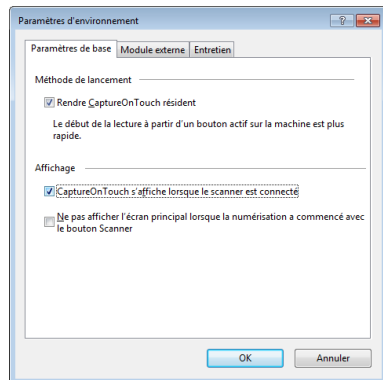 Paramètres d'environnement
Paramètres de base Module externe Entretien
Méthode de lancement
Rendre CaptureOnTouch résident
Le début de la lecture à partir d'un bouton actif sur la machine est plus
rapide.
Affichage
CaptureOnTouch s'affiche lorsque le scanner est connecté
Ne pas afficher l'écran principal lorsque la numérisation a commencé avec
le bouton Scanner
OK Annuler